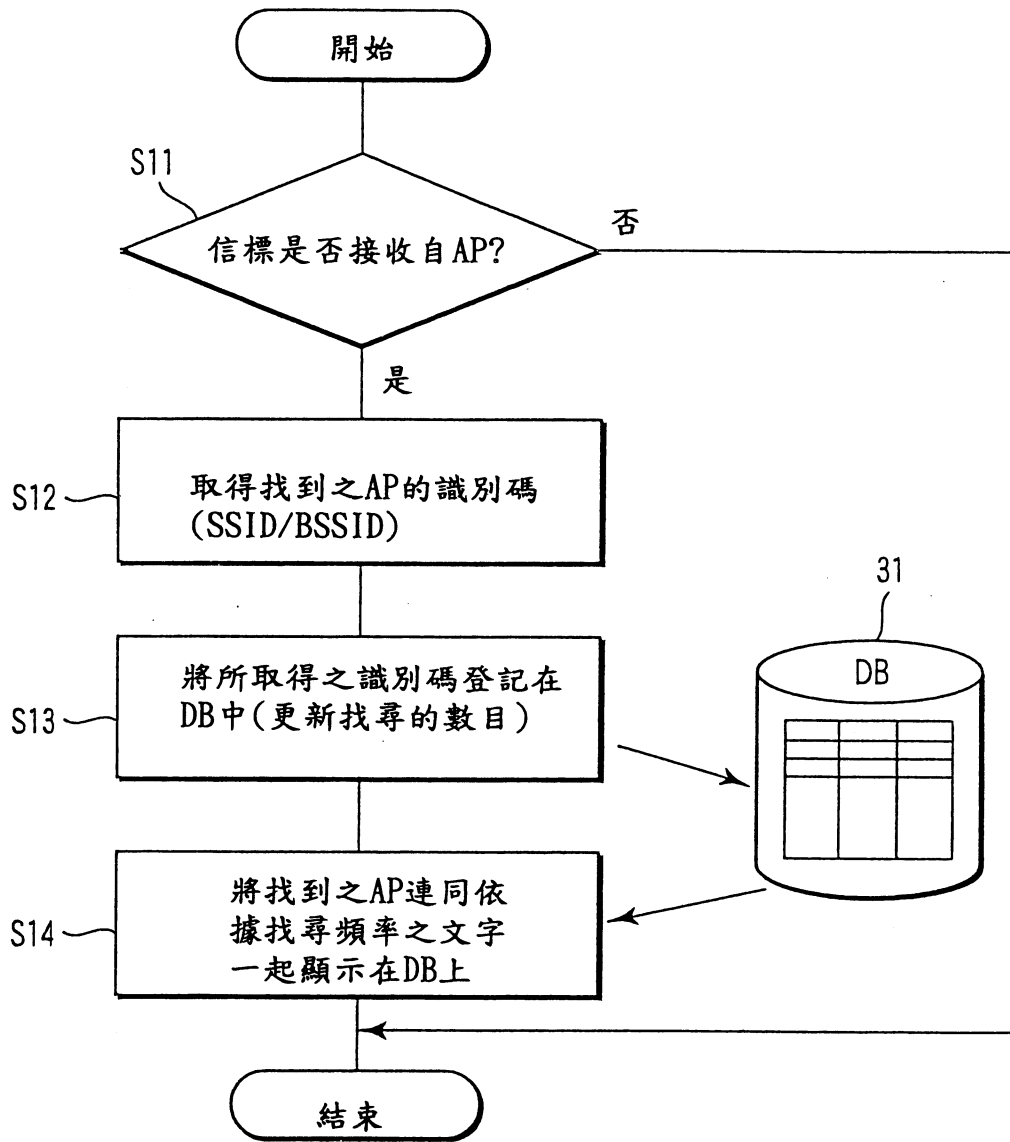 開始
S11
信標是否接收自AP?
否
是
S12
取得找到之AP的識別碼
(SSID/BSSID)
31
DB
S13
將所取得之識別碼登記在
DB中(更新找尋的數目)
S14
將找到之AP連同依
據找尋頻率之文字
一起顯示在DB上
結束